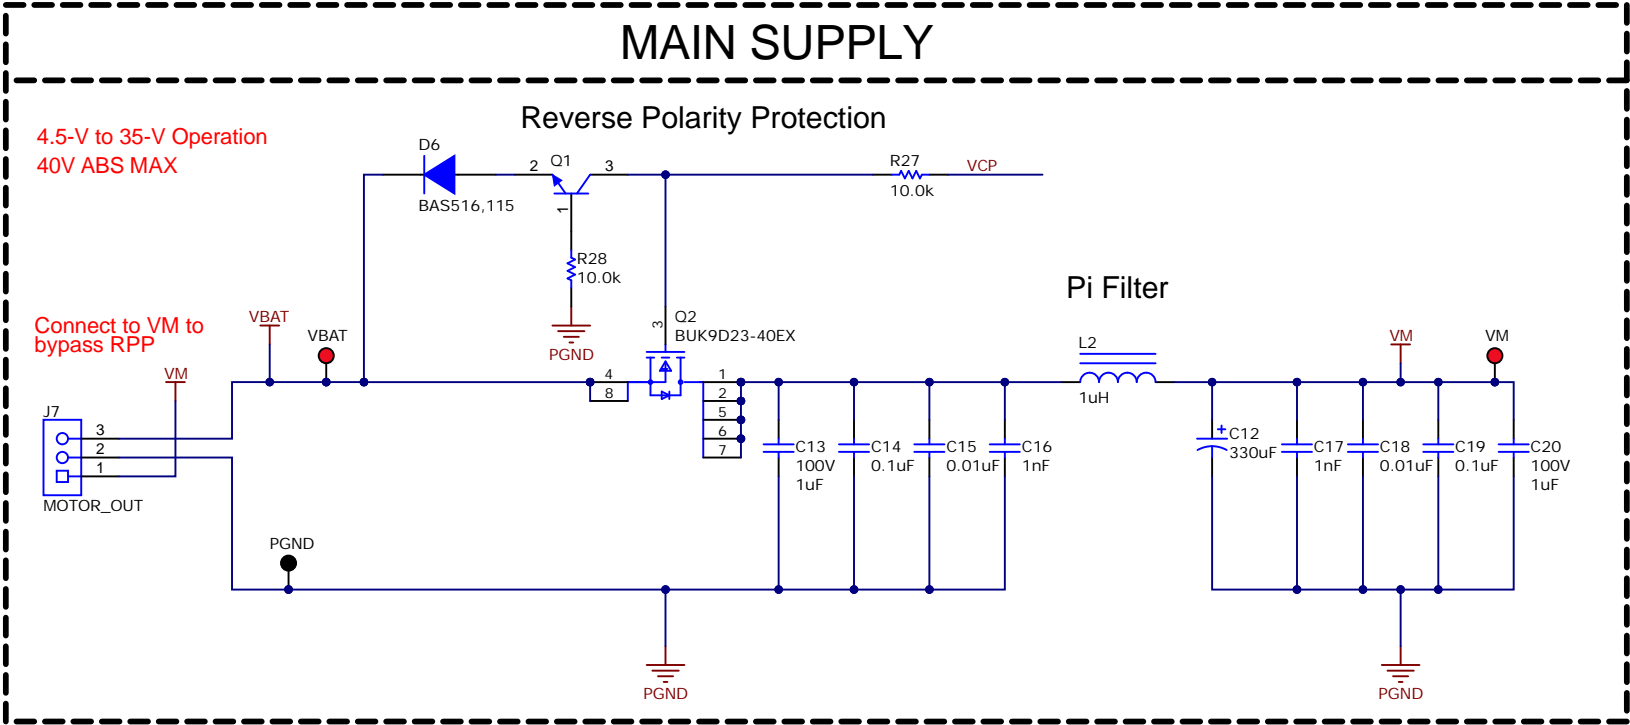 MAIN SUPPLY
Reverse Polarity Protection
4.5-V to 35-V Operation
40V ABS MAX
D6
BAS516,115
2
Q1
3
1
R27
10.0k
VCP
R28
10.0k
PGND
Q2
BUK9D23-40EX
3
Pi Filter
Connect to VM to
bypass RPP
VBAT
VBAT
VM
J7
3
2
1
MOTOR_OUT
4
8
1
2
5
6
7
C13
100V
1uF
C14
0.1uF
C15
0.01uF
C16
1nF
L2
1uH
VM
VM
+
C12
330uF
C17
1nF
C18
0.01uF
C19
0.1uF
C20
100V
1uF
PGND
PGND
PGND